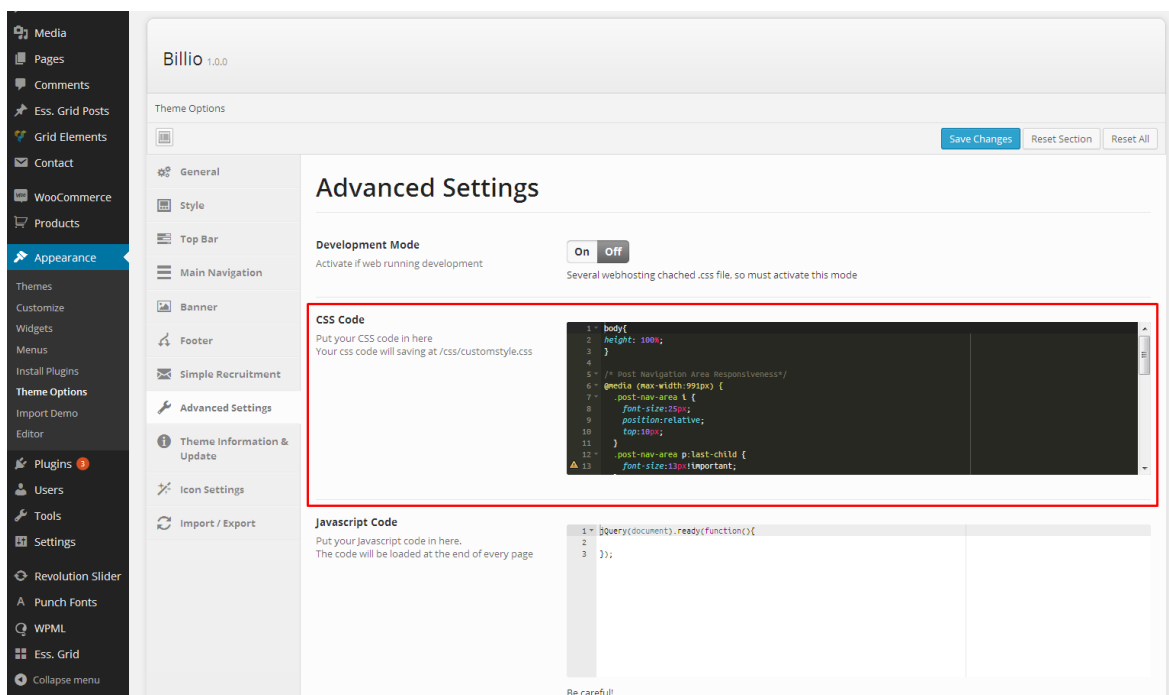 Media
Pages
Comments
Ess. Grid Posts
Grid Elements
Contact
WooCommerce
Products
Appearance
Themes
Customize
Widgets
Menus
Install Plugins
Theme Options
Import Demo
Editor
Plugins 3
Users
Tools
Settings
Revolution Slider
Punch Fonts
WPML
Ess. Grid
Collapse menu
Billio 1.0.0
Theme Options
Save Changes
Reset Section
Reset All
General
Style
Top Bar
Main Navigation
Banner
Footer
Simple Recruitment
Advanced Settings
Theme Information &
Update
Icon Settings
Import / Export
Advanced Settings
Development Mode
Activate if web running development
On Off
Several webhosting chached .css file. so must activate this mode
CSS Code
Put your CSS code in here
Your css code will saving at /css/customstyle.css
1 body{
2 height: 100%;
3 }
4
5 /* Post Navigation Area Responsiveness*/
6 @media (max-width:991px) {
7 .post-nav-area i {
8 font-size:25px;
9 position:relative;
10 top:10px;
11 }
12 .post-nav-area p:last-child {
13 font-size:13px!important;
Javascript Code
Put your Javascript code in here.
The code will be loaded at the end of every page
1 jQuery(document).ready(function(){
2
3 });
Be careful!